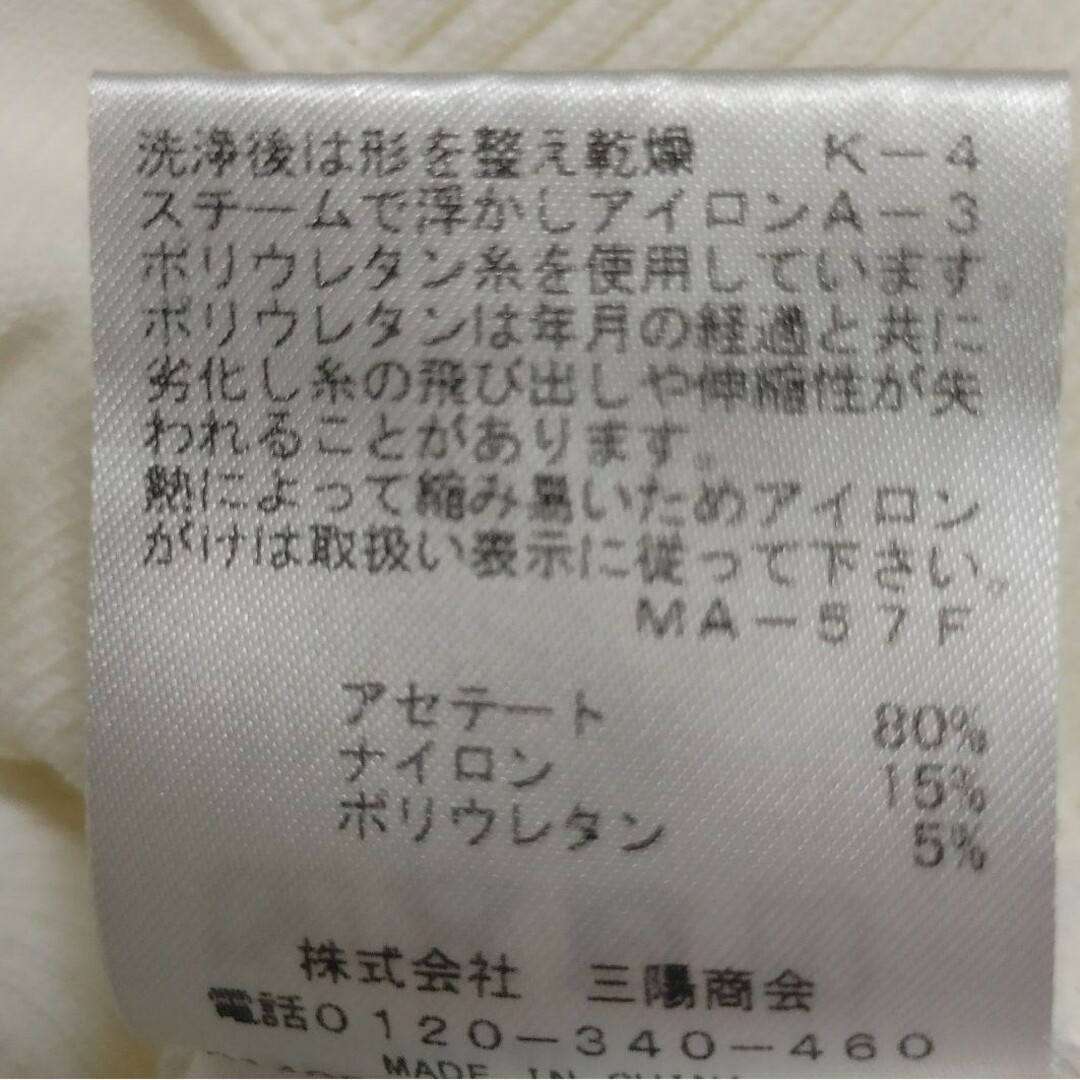 洗浄後は形を整え乾燥　K－4
スチームで浮かしアイロンA－3
ポリウレタン糸を使用しています。
ポリウレタンは年月の経過と共に
劣化し糸の飛び出しや伸縮性が失
われることがあります。
熱によって縮み易いためアイロン
がけは取扱い表示に従って下さい。
MA－57F
アセテート　80%
ナイロン　15%
ポリウレタン　5%
株式会社　三陽商会
電話0120－340－460
MADE IN CHINA